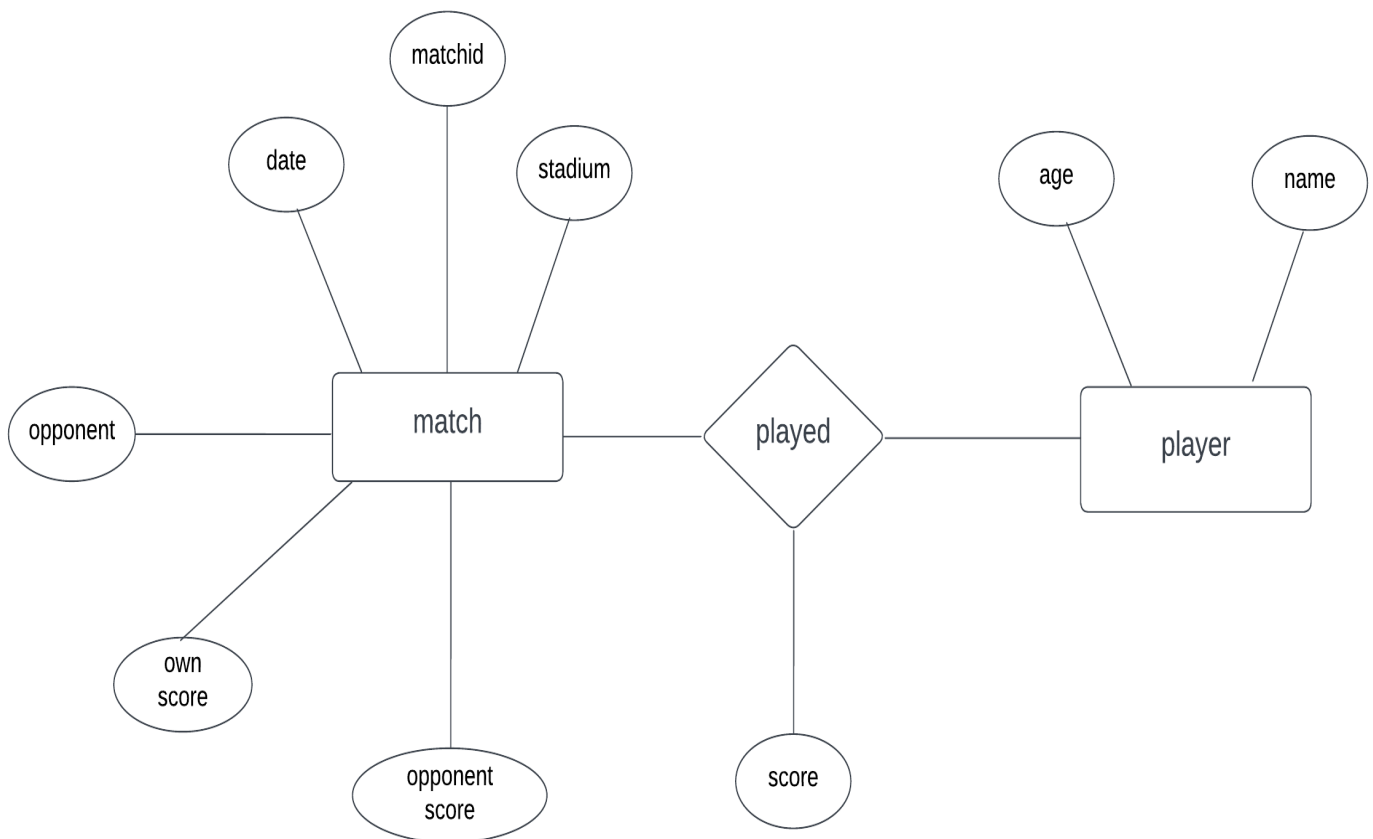 matchid
date
stadium
age
name
opponent
match
played
player
own
score
opponent
score
score